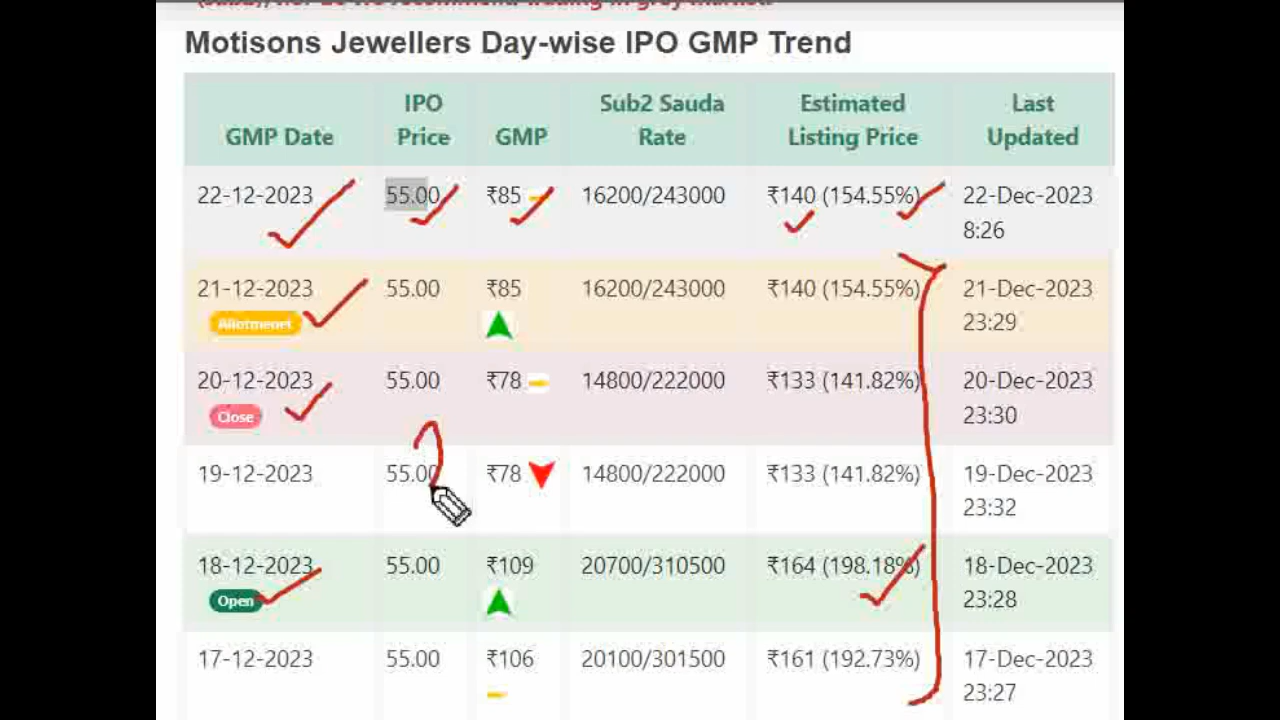 Motisons Jewellers Day-wise IPO GMP Trend
GMP Date IPO Price GMP Sub2 Sauda Rate Estimated Listing Price Last Updated
22-12-2023 55.00 ₹85 16200/243000 ₹140 (154.55%) 22-Dec-2023 8:26
21-12-2023 Allotmenet 55.00 ₹85 16200/243000 ₹140 (154.55%) 21-Dec-2023 23:29
20-12-2023 Close 55.00 ₹78 14800/222000 ₹133 (141.82%) 20-Dec-2023 23:30
19-12-2023 55.00 ₹78 14800/222000 ₹133 (141.82%) 19-Dec-2023 23:32
18-12-2023 Open 55.00 ₹109 20700/310500 ₹164 (198.18%) 18-Dec-2023 23:28
17-12-2023 55.00 ₹106 20100/301500 ₹161 (192.73%) 17-Dec-2023 23:27